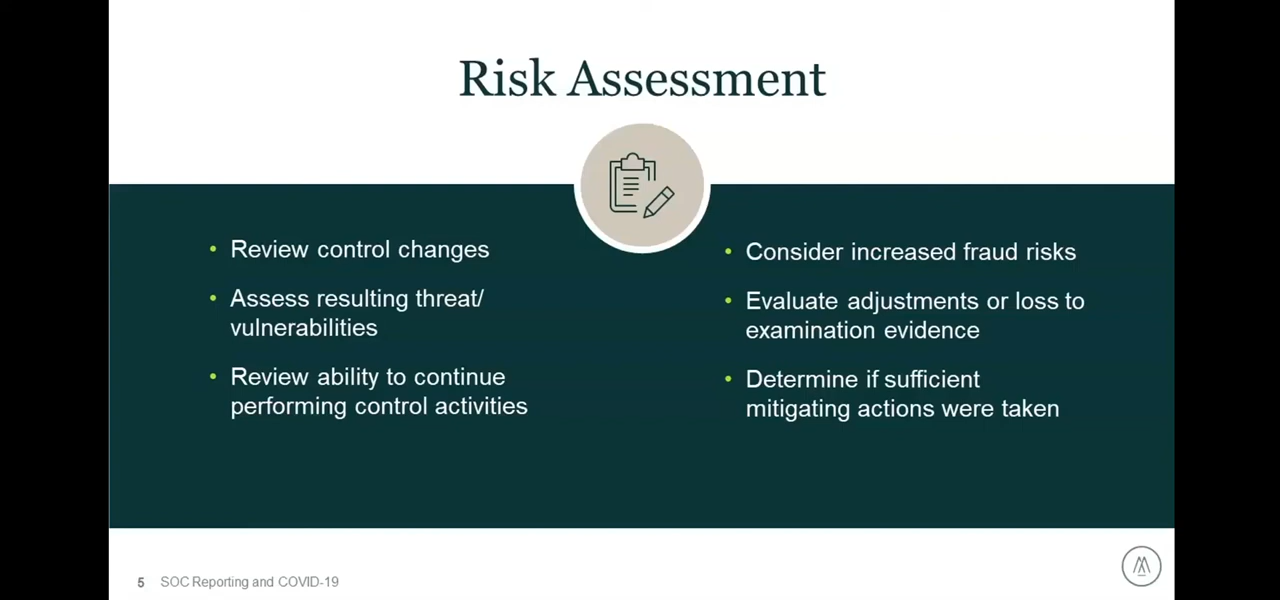 Risk Assessment
• Review control changes
• Assess resulting threat/
vulnerabilities
• Review ability to continue
performing control activities
• Consider increased fraud risks
• Evaluate adjustments or loss to
examination evidence
• Determine if sufficient
mitigating actions were taken
5 SOC Reporting and COVID-19